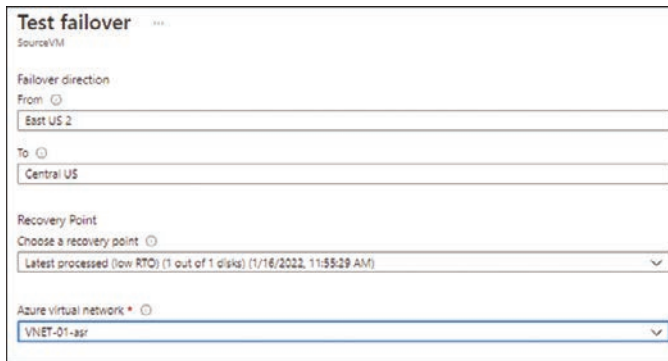 Test failover ...
SourceVM
Failover direction
From
East US 2
To
Central US
Recovery Point
Choose a recovery point
Latest processed (low RTO) (1 out of 1 disks) (1/16/2022, 11:55:29 AM)
Azure virtual network *
VNET-01-asr